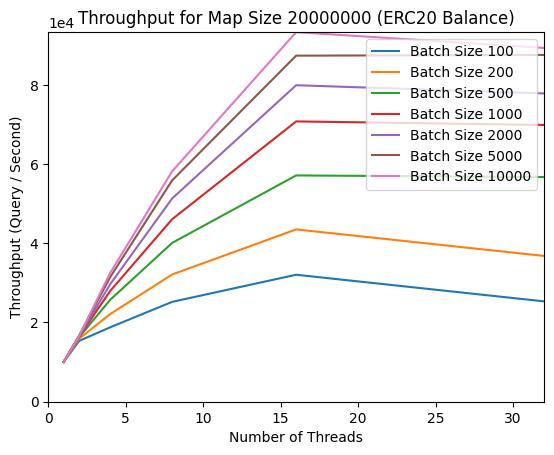 Throughput for Map Size 20000000 (ERC20 Balance)
1e4
Batch Size 100
Batch Size 200
Batch Size 500
Batch Size 1000
Batch Size 2000
Batch Size 5000
Batch Size 10000
Throughput (Query / Second)
8
6
4
2
0
0 5 10 15 20 25 30
Number of Threads